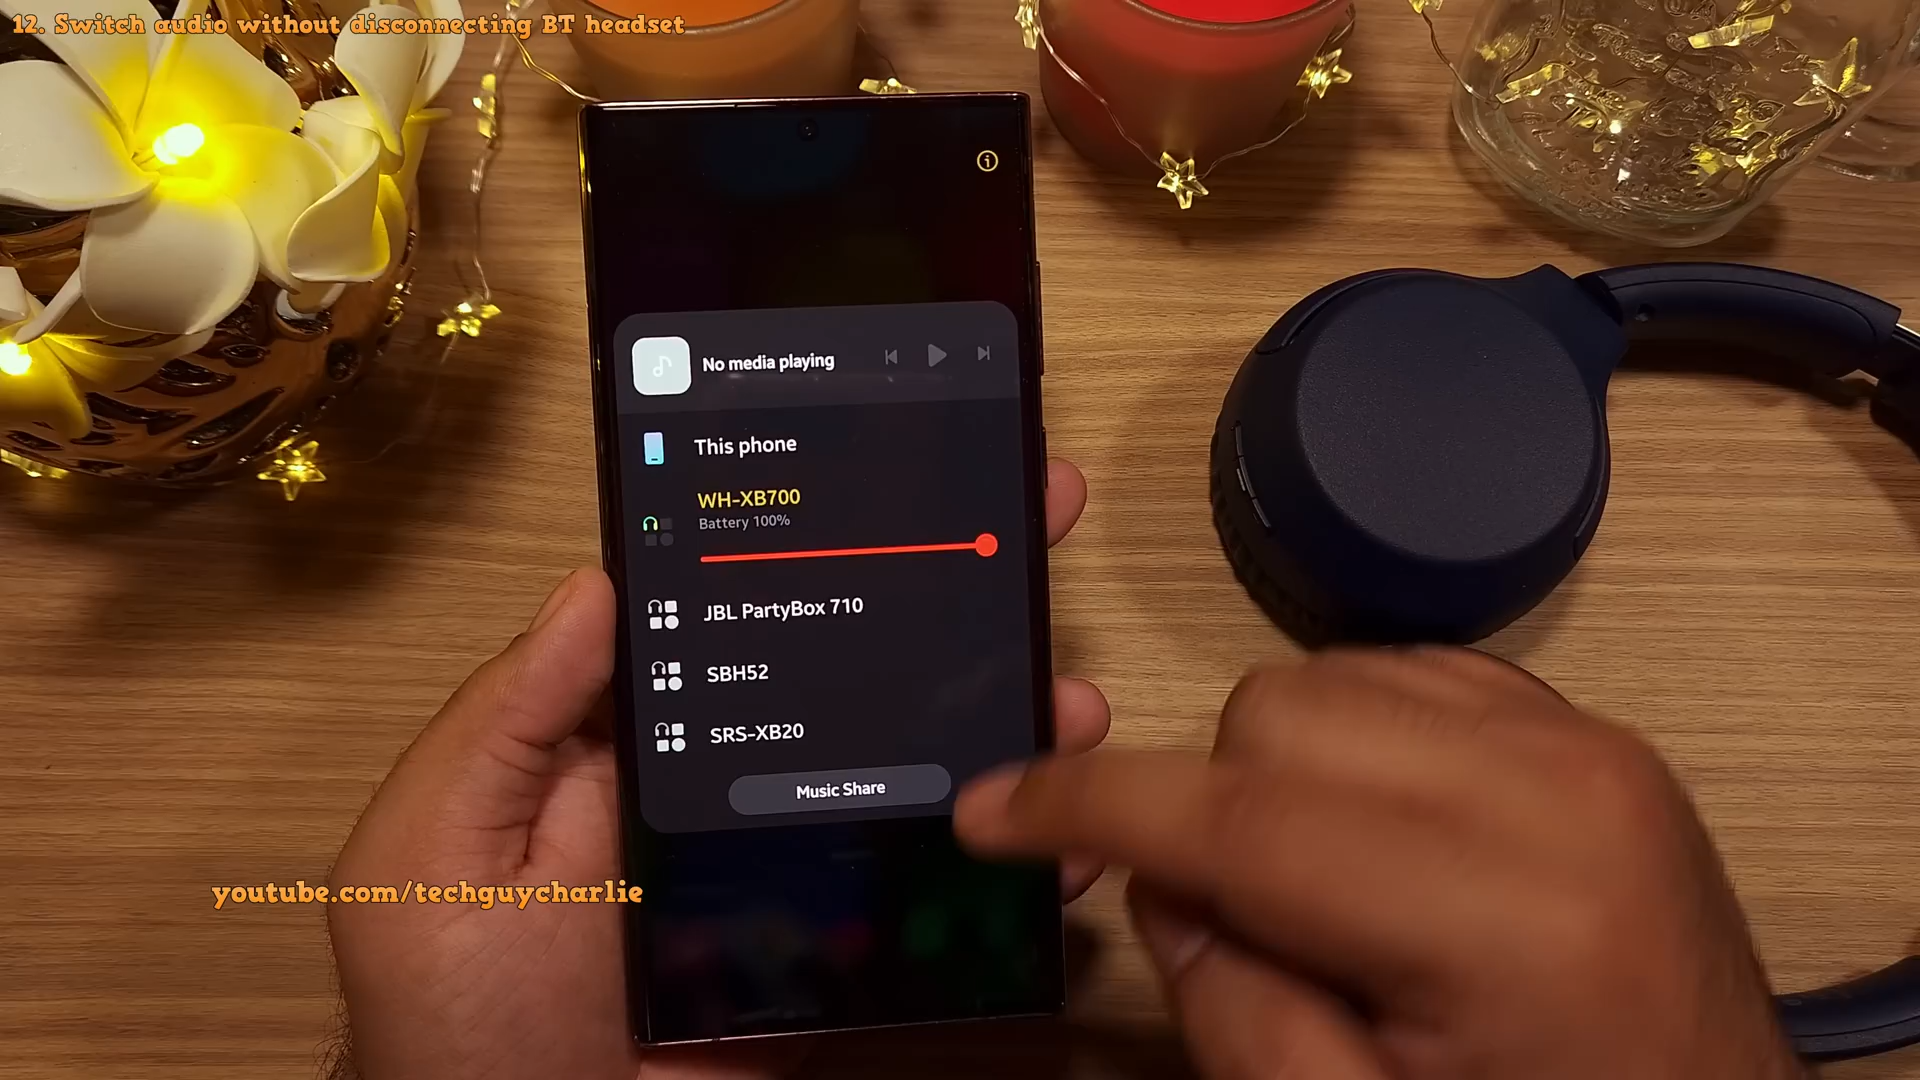 12. Switch audio without disconnecting BT headset
No media playing
This phone
WH-XB700
Battery 100%
JBL PartyBox 710
SBH52
SRS-XB20
Music Share
youtube.com/techguycharlie